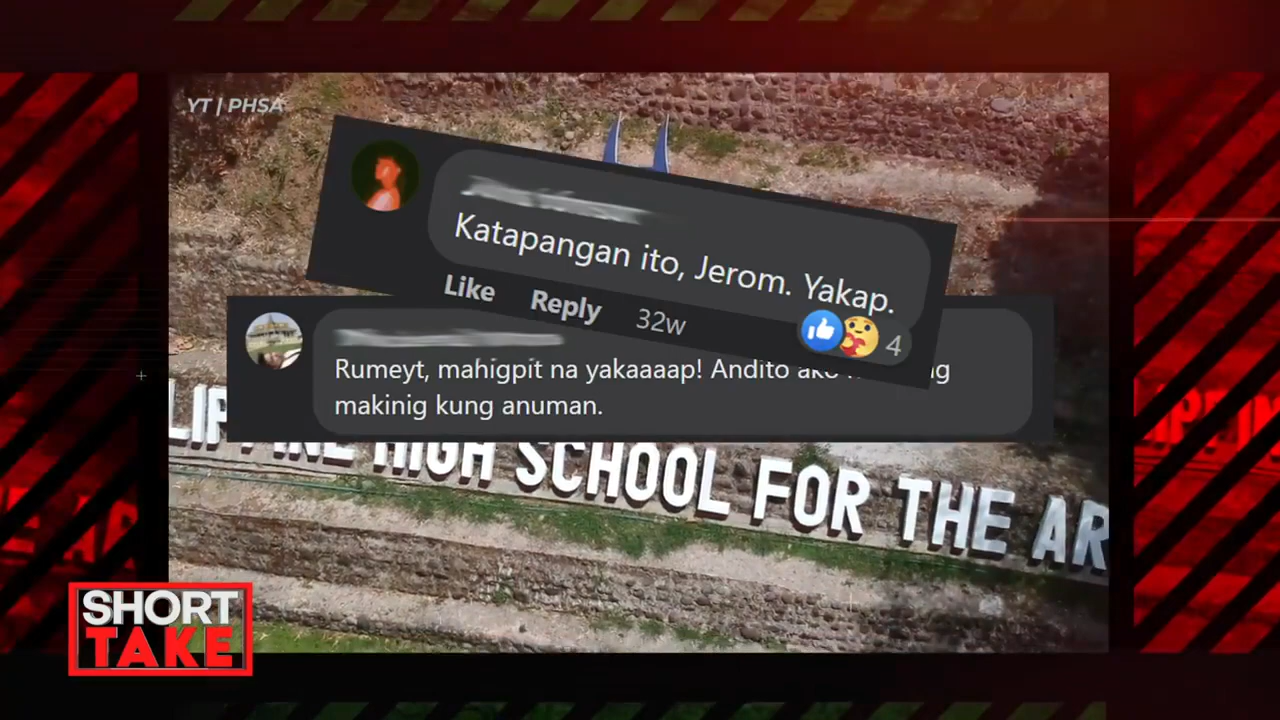 YT | PHSA
Katapangan ito, Jerom. Yakap.
Like Reply 32w
4
Rumeyt, mahigpit na yakaaaap! Andito ako
makinig kung anuman.
HIGH SCHOOL FOR THE AR
SHORT
TAKE